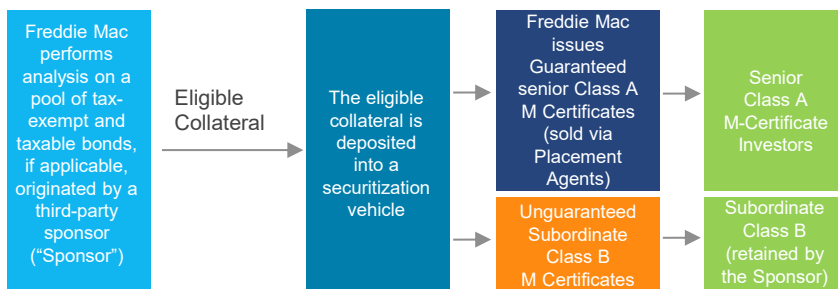 Freddie Mac
performs
analysis on a
pool of tax-
exempt and
taxable bonds,
if applicable,
originated by a
third-party
sponsor
(“Sponsor”)
Eligible
Collateral
The eligible
collateral is
deposited
into a
securitization
vehicle
Freddie Mac
issues
Guaranteed
senior Class A
M Certificates
(sold via
Placement
Agents)
Senior
Class A
M-Certificate
Investors
Unguaranteed
Subordinate
Class B
M Certificates
Subordinate
Class B
(retained by
the Sponsor)